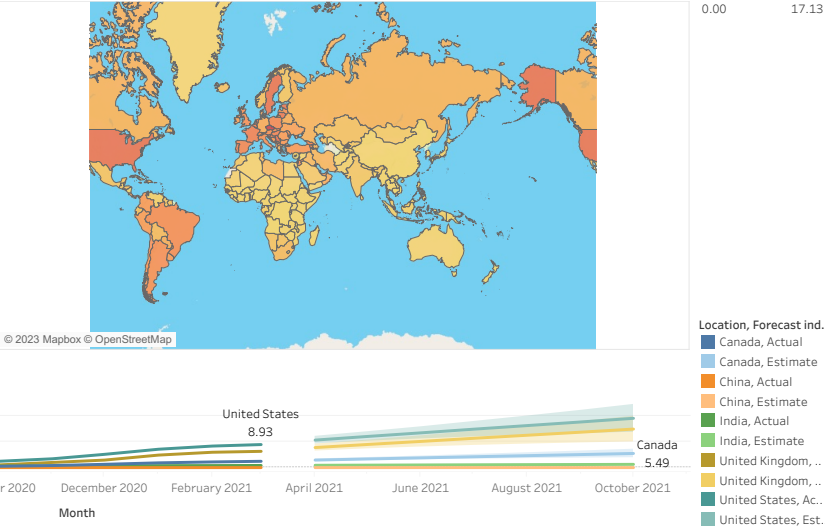 0.00 17.13
© 2023 Mapbox © OpenStreetMap
Location, Forecast ind.
Canada, Actual
Canada, Estimate
China, Actual
China, Estimate
India, Actual
India, Estimate
United Kingdom, ..
United Kingdom, ..
United States, Ac..
United States, Est.
United States
8.93
Canada
5.49
r 2020 December 2020 February 2021 April 2021 June 2021 August 2021 October 2021
Month